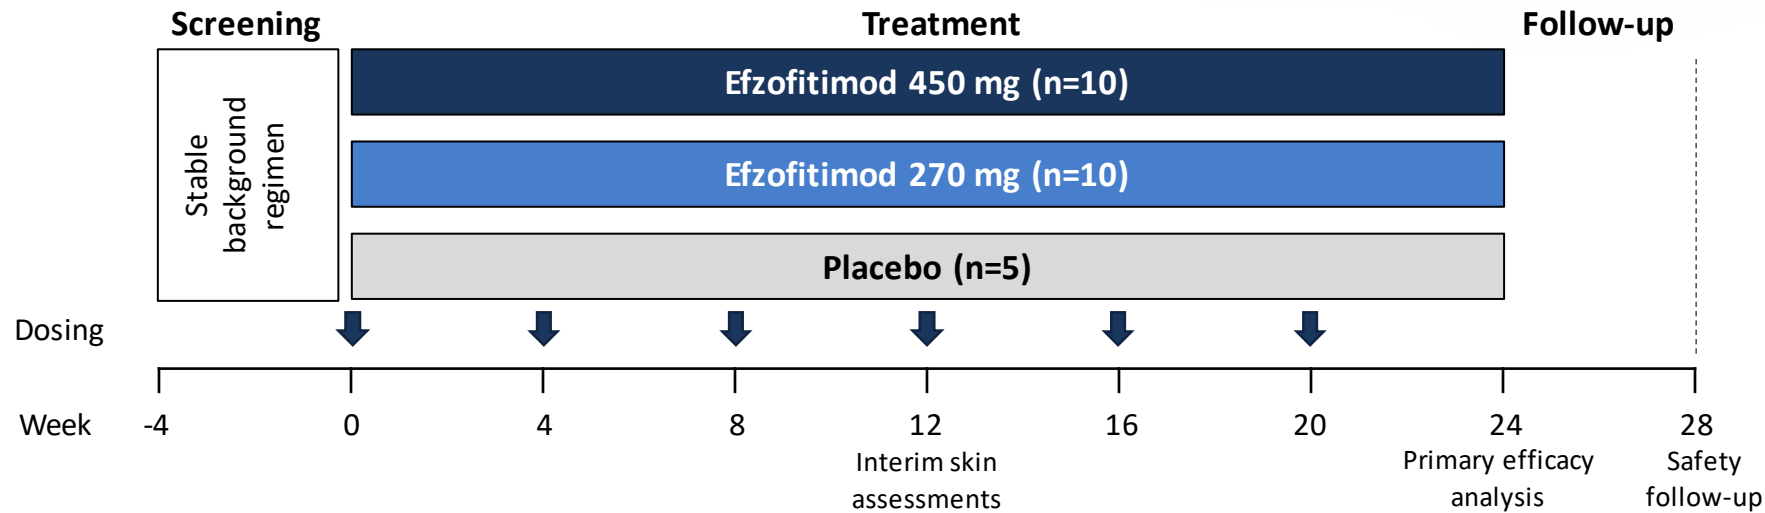 Screening
Treatment
Follow-up
Stable
background
regimen
Efzofitimod 450 mg (n=10)
Efzofitimod 270 mg (n=10)
Placebo (n=5)
Dosing
Week
-4
0
4
8
12
16
20
24
28
Interim skin
assessments
Primary efficacy
analysis
Safety
follow-up